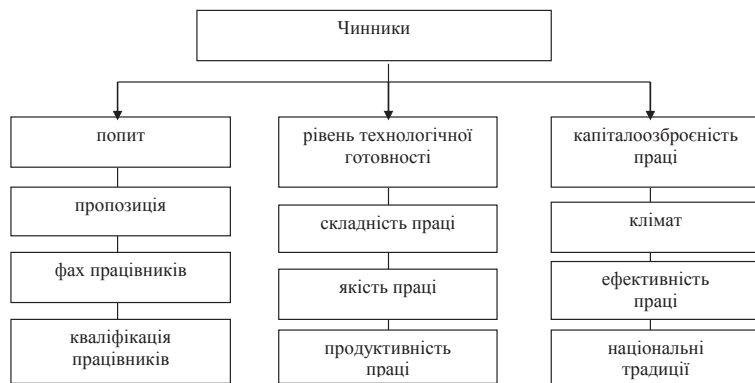 Чинники
попит
пропозиція
фах працівників
кваліфікація
працівників
рівень технологічної
готовності
складність праці
якість праці
продуктивність
праці
капіталоозброєність
праці
клімат
ефективність
праці
національні
традиції